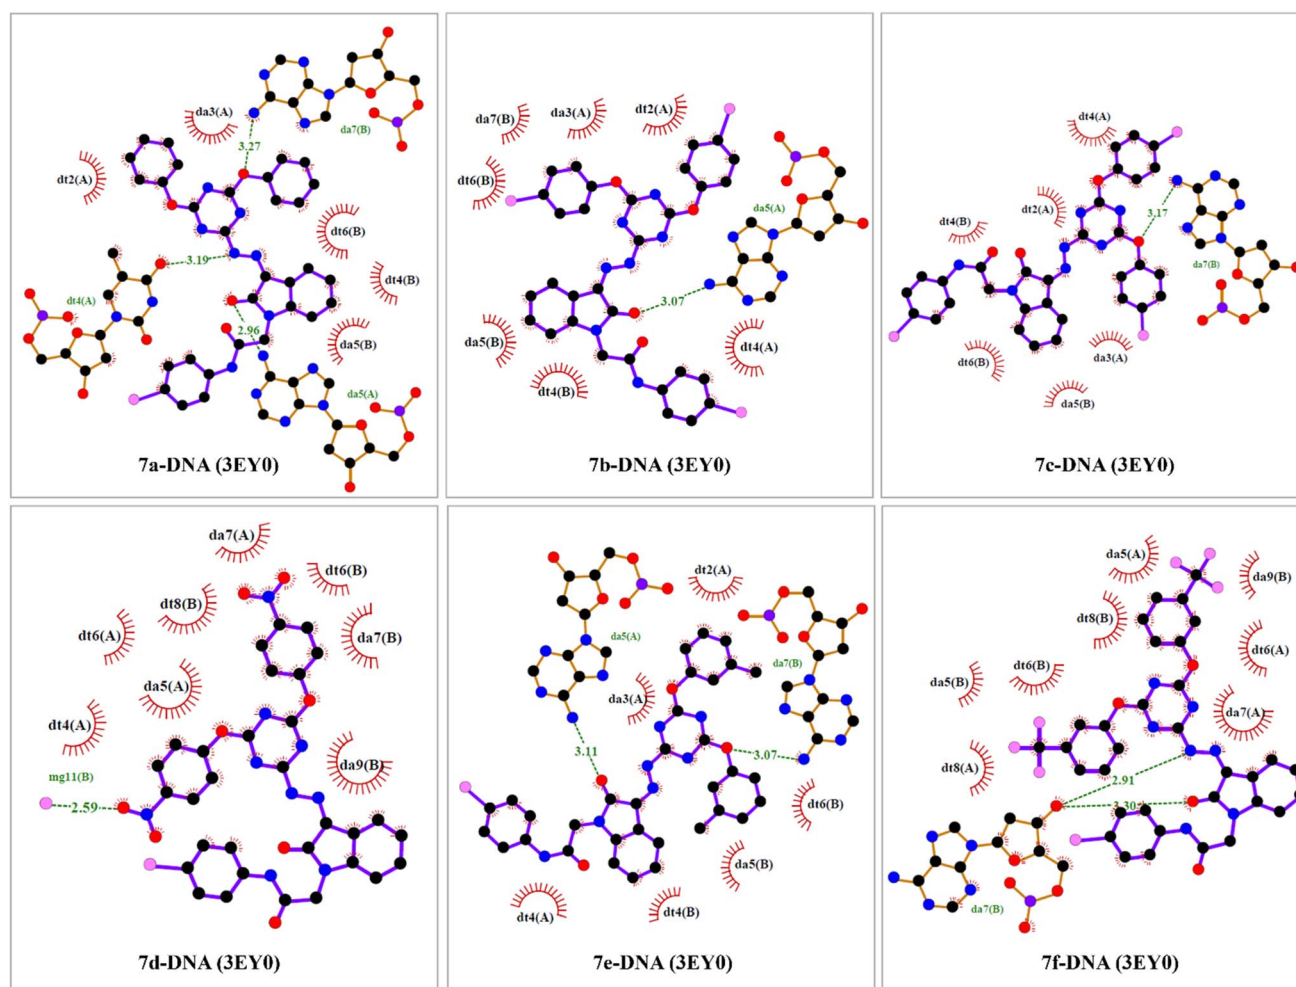 da3(A)
da7(B)
3.27
dt2(A)
dt6(B)
3.19
dt4(B)
dt4(A)
2.96
da5(B)
da5(A)
7a-DNA (3EY0)
da7(B)
da3(A)
dt2(A)
dt6(B)
da5(A)
3.07
da5(B)
dt4(A)
dt4(B)
7b-DNA (3EY0)
dt4(A)
3.17
dt2(A)
dt4(B)
da7(B)
da3(A)
dt6(B)
da5(B)
7c-DNA (3EY0)
da7(A)
dt6(B)
dt8(B)
dt6(A)
da7(B)
da5(A)
dt4(A)
da9(B)
mg11(B)
2.59
7d-DNA (3EY0)
dt2(A)
da5(A)
da7(B)
da3(A)
3.11
3.07
dt6(B)
da5(B)
dt4(A)
dt4(B)
7e-DNA (3EY0)
da5(A)
da9(B)
dt8(B)
dt6(A)
dt6(B)
da5(B)
da7(A)
dt8(A)
2.91
3.30
da7(B)
7f-DNA (3EY0)